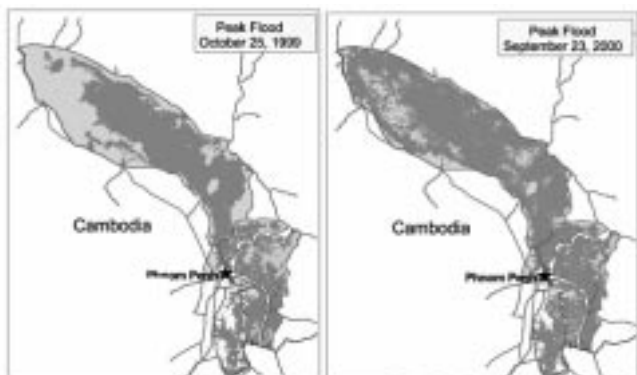 Peak Flood
October 25, 1999
Cambodia
Phnom Penh
Peak Flood
September 23, 2000
Cambodia
Phnom Penh